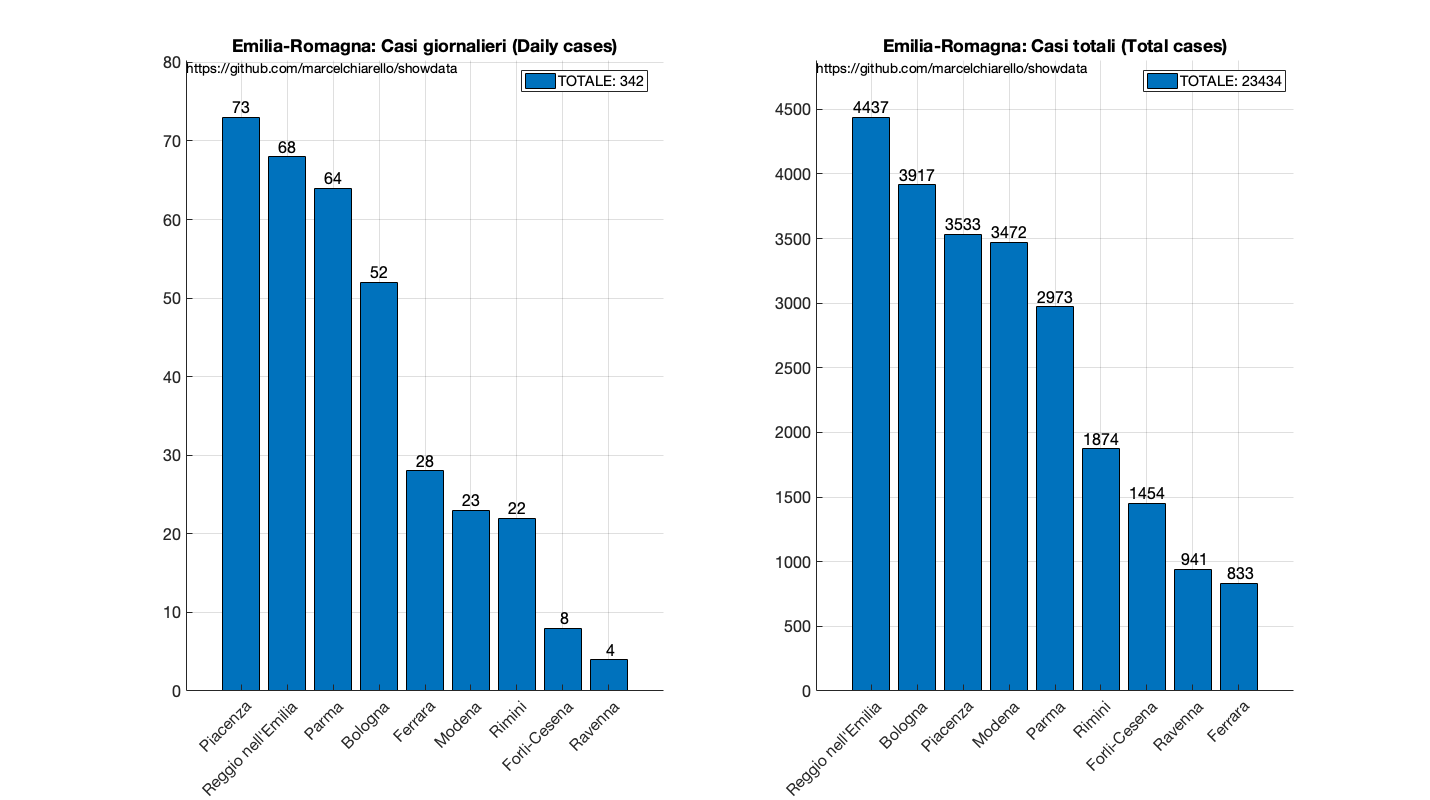 Emilia-Romagna: Casi giornalieri (Daily cases)
https://github.com/marcelchiarello/showdata
TOTALE: 342
80
70
60
50
40
30
20
10
0
73
68
64
52
28
23
22
8
4
Piacenza
Reggio nell'Emilia
Parma
Bologna
Ferrara
Modena
Rimini
Forlì-Cesena
Ravenna
Emilia-Romagna: Casi totali (Total cases)
https://github.com/marcelchiarello/showdata
TOTALE: 23434
4500
4000
3500
3000
2500
2000
1500
1000
500
0
4437
3917
3533
3472
2973
1874
1454
941
833
Reggio nell'Emilia
Bologna
Piacenza
Modena
Parma
Rimini
Forlì-Cesena
Ravenna
Ferrara